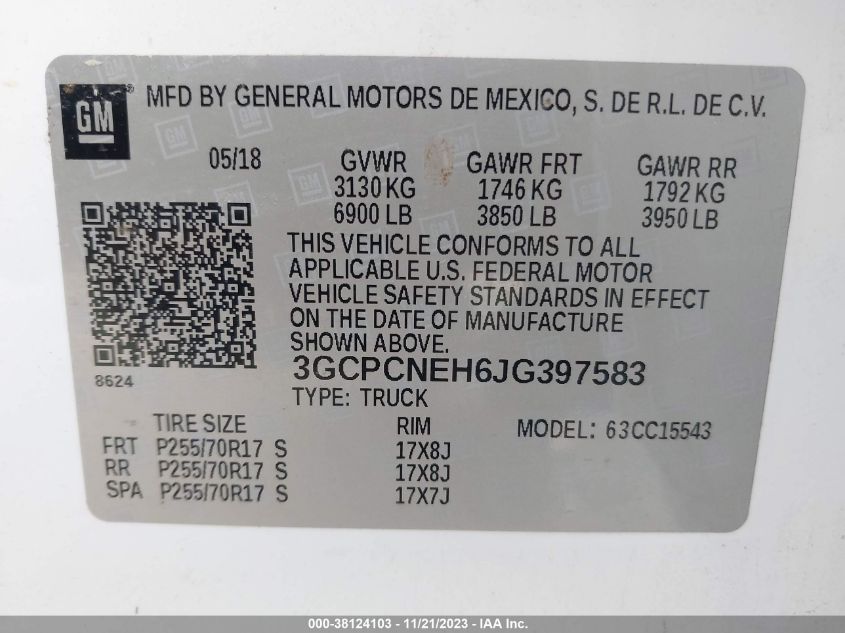 GM
MFD BY GENERAL MOTORS DE MEXICO, S. DE R.L. DE C.V.
05/18 GVWR GAWR FRT GAWR RR
3130 KG 1746 KG 1792 KG
6900 LB 3850 LB 3950 LB
THIS VEHICLE CONFORMS TO ALL
APPLICABLE U.S. FEDERAL MOTOR
VEHICLE SAFETY STANDARDS IN EFFECT
ON THE DATE OF MANUFACTURE
SHOWN ABOVE.
3GCPCNEH6JG397583
8624
TYPE: TRUCK
TIRE SIZE RIM MODEL: 63CC15543
FRT P255/70R17 S 17X8J
RR P255/70R17 S 17X8J
SPA P255/70R17 S 17X7J
000-38124103 - 11/21/2023 - IAA Inc.